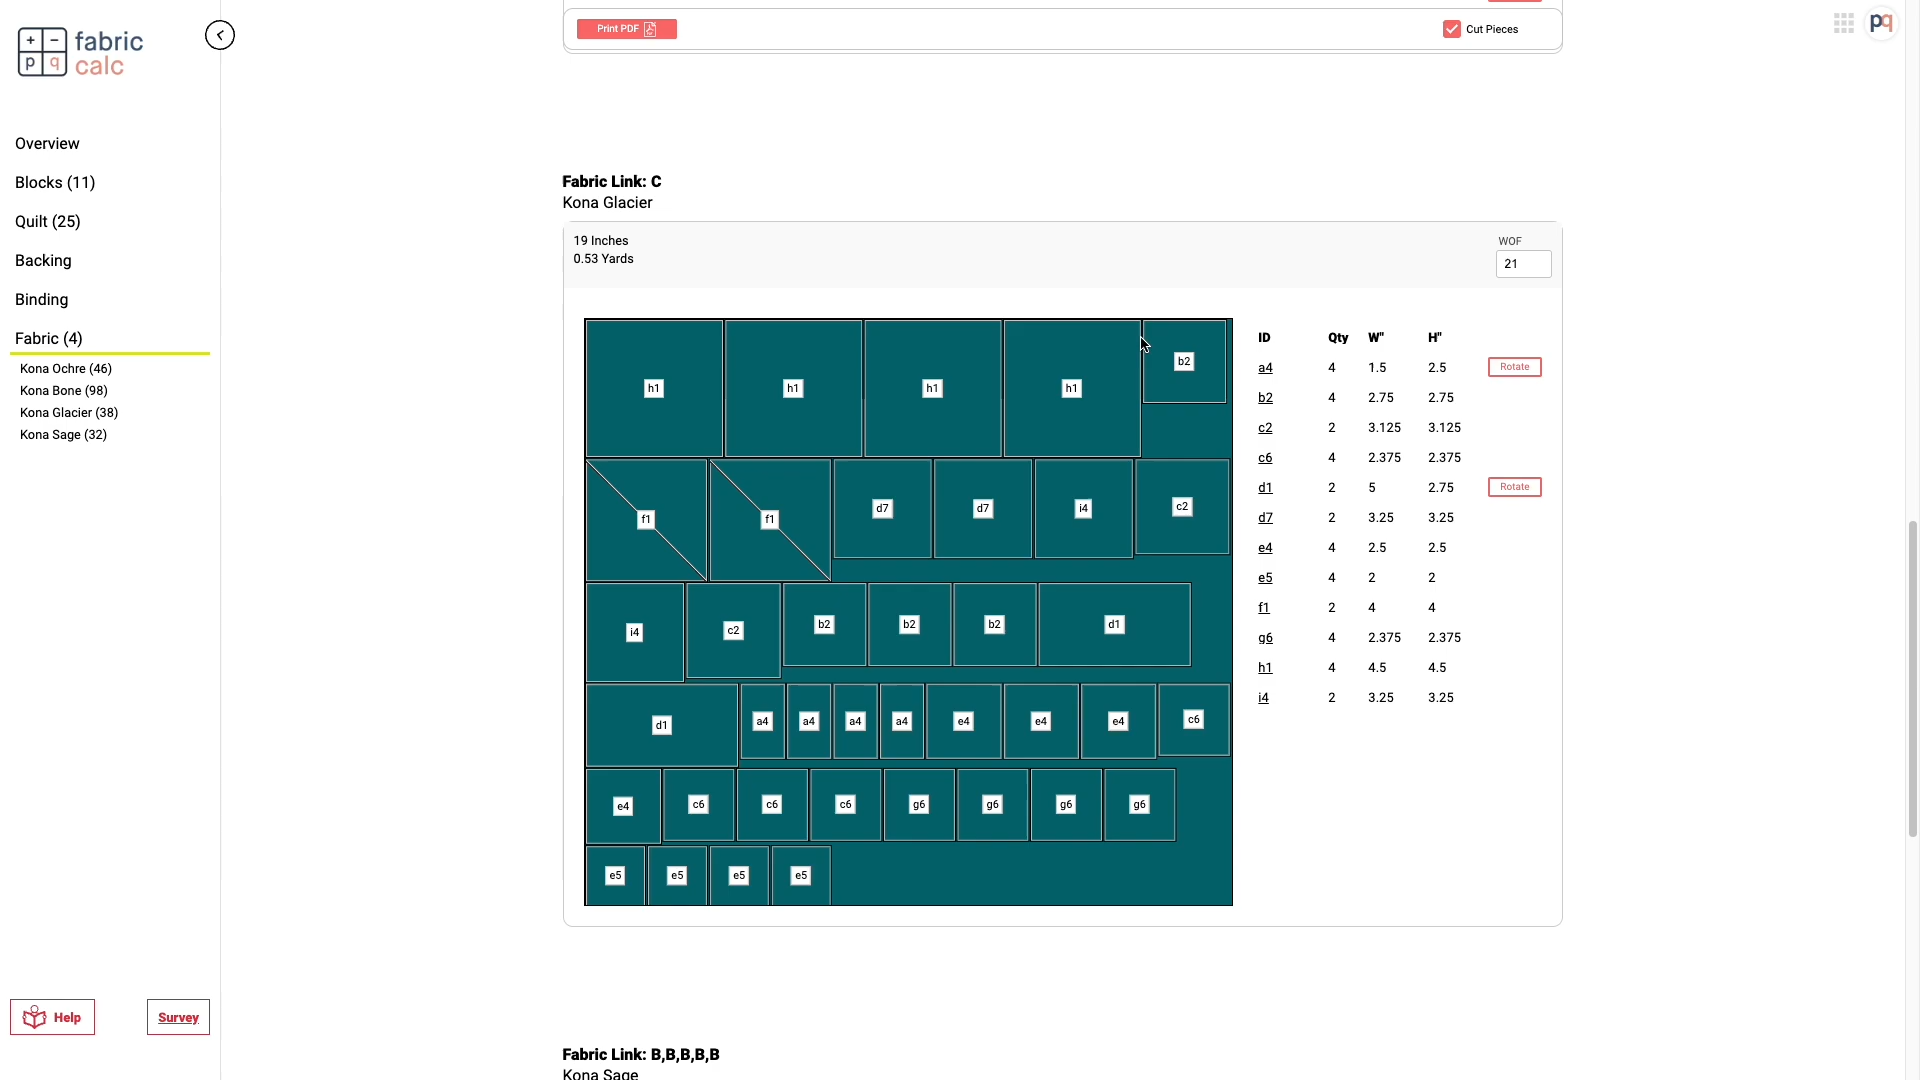 + − fabric
p q calc
Print PDF
Cut Pieces
pq
Overview
Blocks (11)
Quilt (25)
Backing
Binding
Fabric (4)
Kona Ochre (46)
Kona Bone (98)
Kona Glacier (38)
Kona Sage (32)
Help
Survey
Fabric Link: C
Kona Glacier
19 Inches
0.53 Yards
WOF
21
h1 h1 h1 h1 b2
f1 f1 d7 d7 i4 c2
i4 c2 b2 b2 b2 d1
d1 a4 a4 a4 a4 e4 e4 e4 c6
e4 c6 c6 c6 g6 g6 g6 g6
e5 e5 e5 e5
ID Qty W" H"
a4 4 1.5 2.5 Rotate
b2 4 2.75 2.75
c2 2 3.125 3.125
c6 4 2.375 2.375
d1 2 5 2.75 Rotate
d7 2 3.25 3.25
e4 4 2.5 2.5
e5 4 2 2
f1 2 4 4
g6 4 2.375 2.375
h1 4 4.5 4.5
i4 2 3.25 3.25
Fabric Link: B,B,B,B,B
Kona Sage